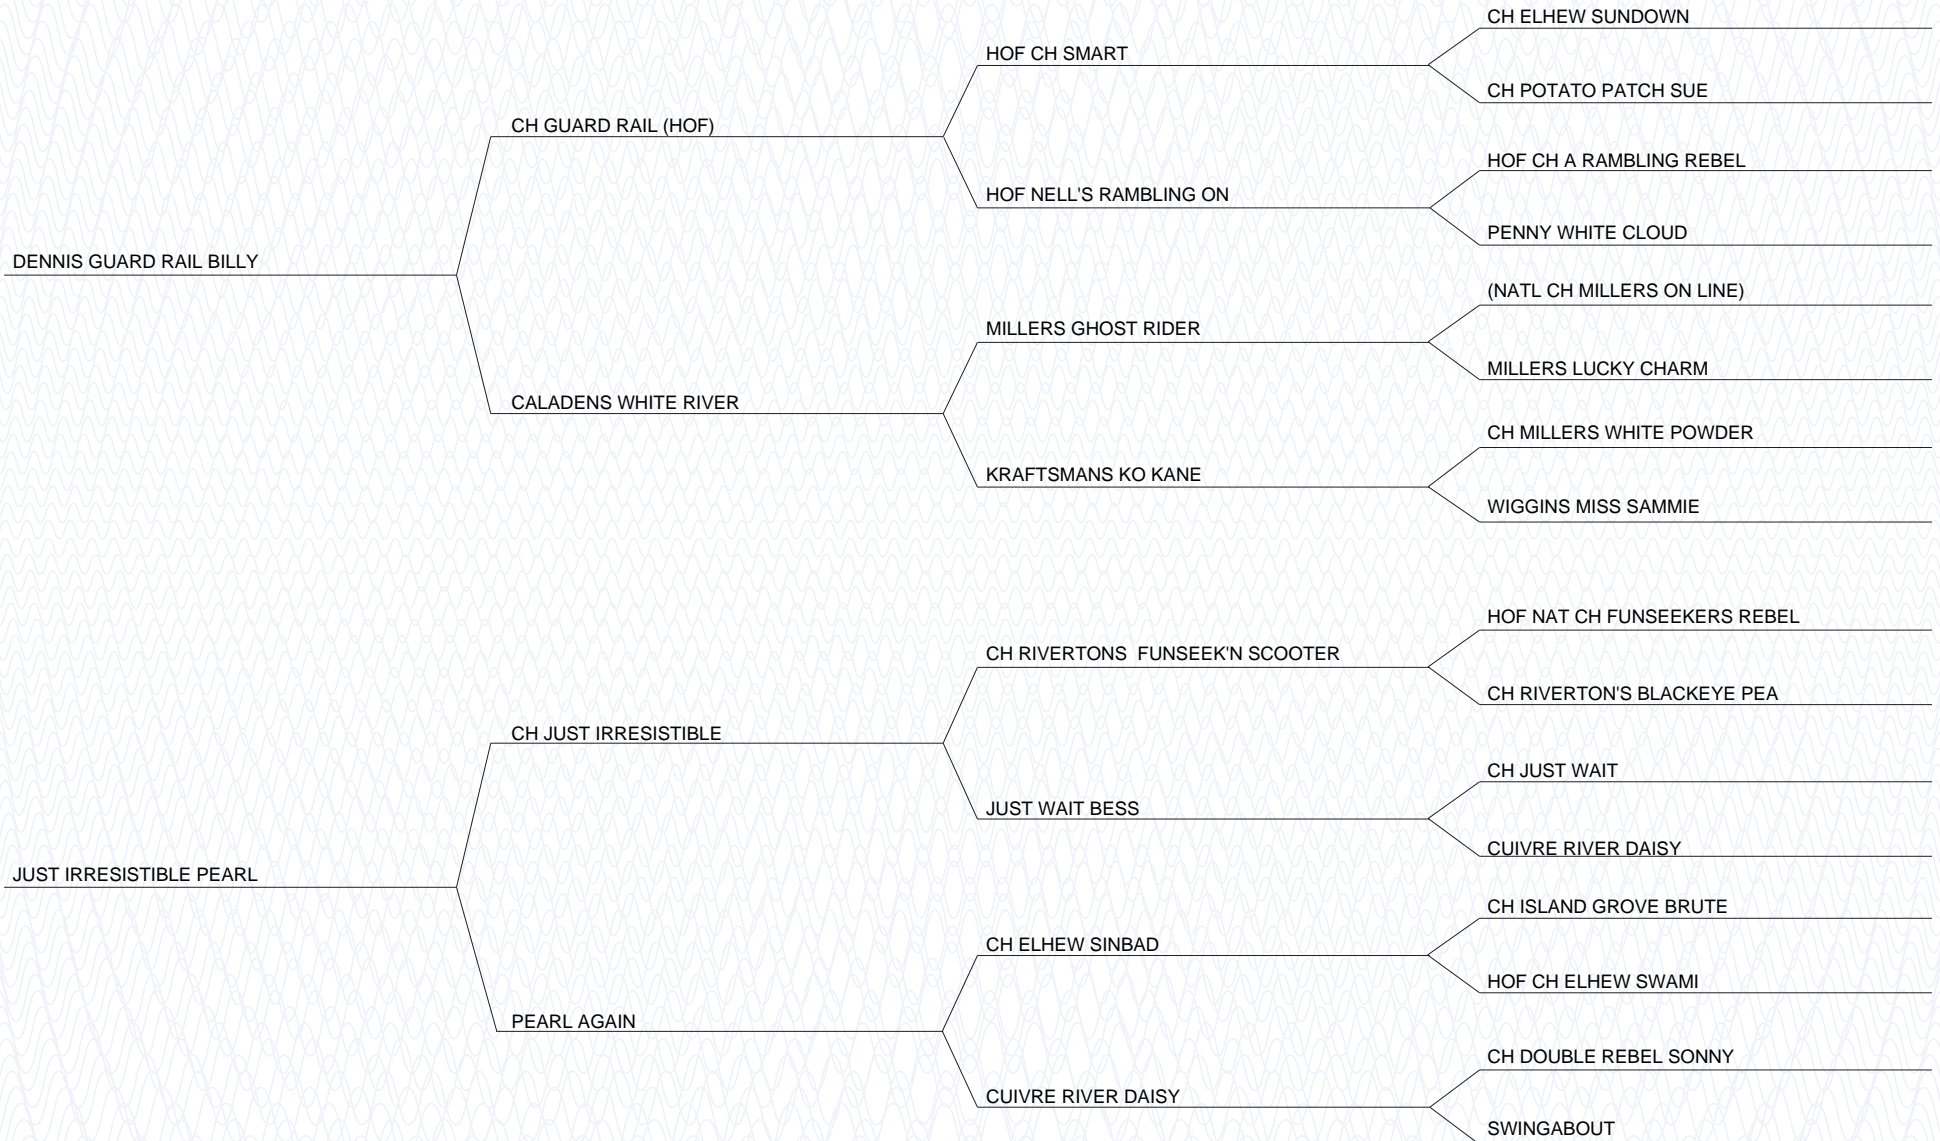 CH ELHEW SUNDOWN
HOF CH SMART
CH POTATO PATCH SUE
CH GUARD RAIL (HOF)
HOF CH A RAMBLING REBEL
HOF NELL'S RAMBLING ON
PENNY WHITE CLOUD
DENNIS GUARD RAIL BILLY
(NATL CH MILLERS ON LINE)
MILLERS GHOST RIDER
MILLERS LUCKY CHARM
CALADENS WHITE RIVER
CH MILLERS WHITE POWDER
KRAFTSMANS KO KANE
WIGGINS MISS SAMMIE
HOF NAT CH FUNSEEKERS REBEL
CH RIVERTONS  FUNSEEK'N SCOOTER
CH RIVERTON'S BLACKEYE PEA
CH JUST IRRESISTIBLE
CH JUST WAIT
JUST WAIT BESS
CUIVRE RIVER DAISY
JUST IRRESISTIBLE PEARL
CH ISLAND GROVE BRUTE
CH ELHEW SINBAD
HOF CH ELHEW SWAMI
PEARL AGAIN
CH DOUBLE REBEL SONNY
CUIVRE RIVER DAISY
SWINGABOUT